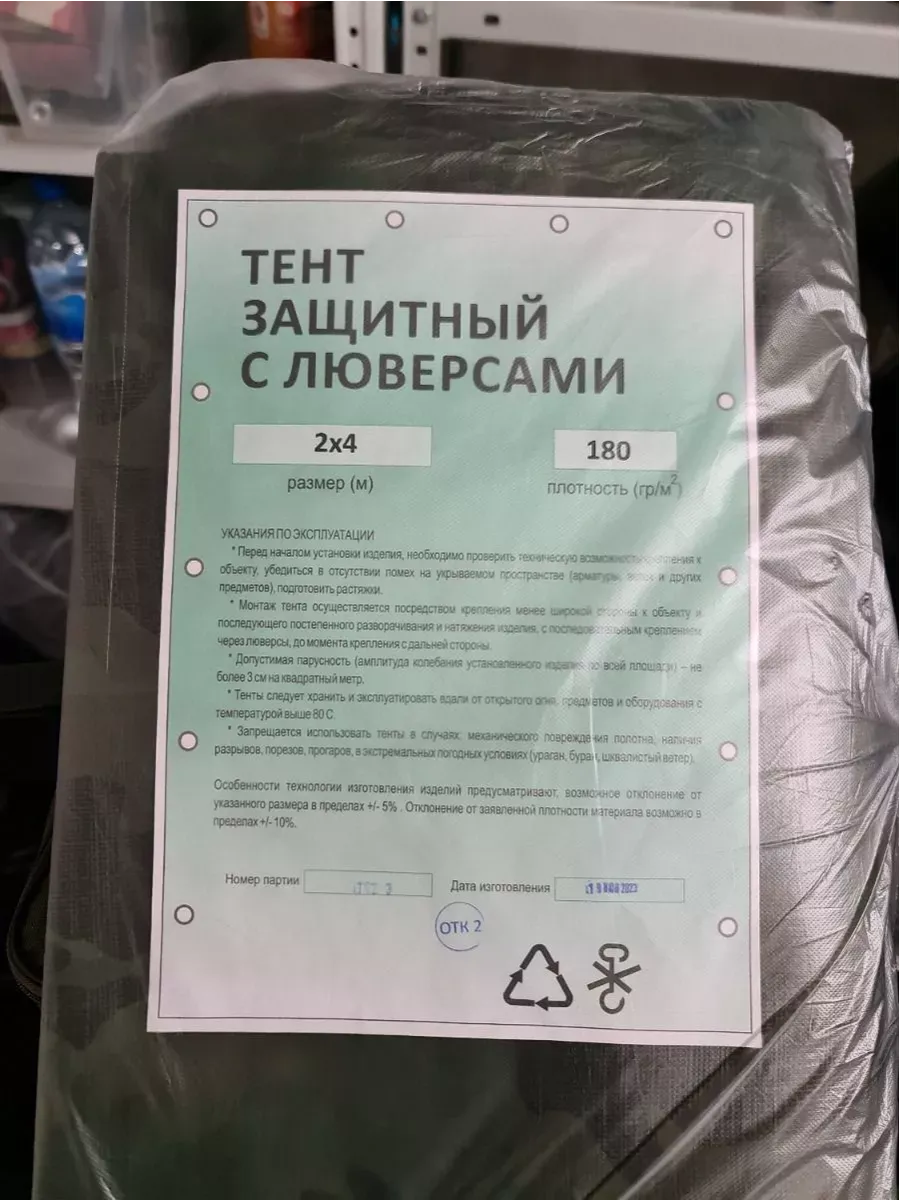 ТЕНТ
ЗАЩИТНЫЙ
С ЛЮВЕРСАМИ
2х4
180
размер (м)
плотность (гр/м2)
УКАЗАНИЯ ПО ЭКСПЛУАТАЦИИ
* Перед началом установки изделия, необходимо проверить техническую возможность крепления к
объекту, убедиться в отсутствии помех на укрываемом пространстве (арматуры, и других
предметов), подготовить растяжки.
* Монтаж тента осуществляется посредством крепления менее широкой стороны к объекту и
последующего постепенного разворачивания и натяжения изделия, с последовательным креплением
через люверсы, до момента крепления с дальней стороны.
* Допустимая парусность (амплитуда колебания установленного изделия по всей площади) – не
более 3 см на квадратный метр.
* Тенты следует хранить и эксплуатировать вдали от открытого огня, предметов и оборудования с
температурой выше 80 С
* Запрещается использовать тенты в случаях: механического повреждения полотна, наличия
разрывов, порезов, прогаров, в экстремальных погодных условиях (ураган, буран, шквалистый ветер).
Особенности технологии изготовления изделий предусматривают, возможное отклонение от
указанного размера в пределах +/- 5% . Отклонение от заявленной плотности материала возможно в
пределах +/- 10%.
Номер партии
Дата изготовления
2023
ОТК 2